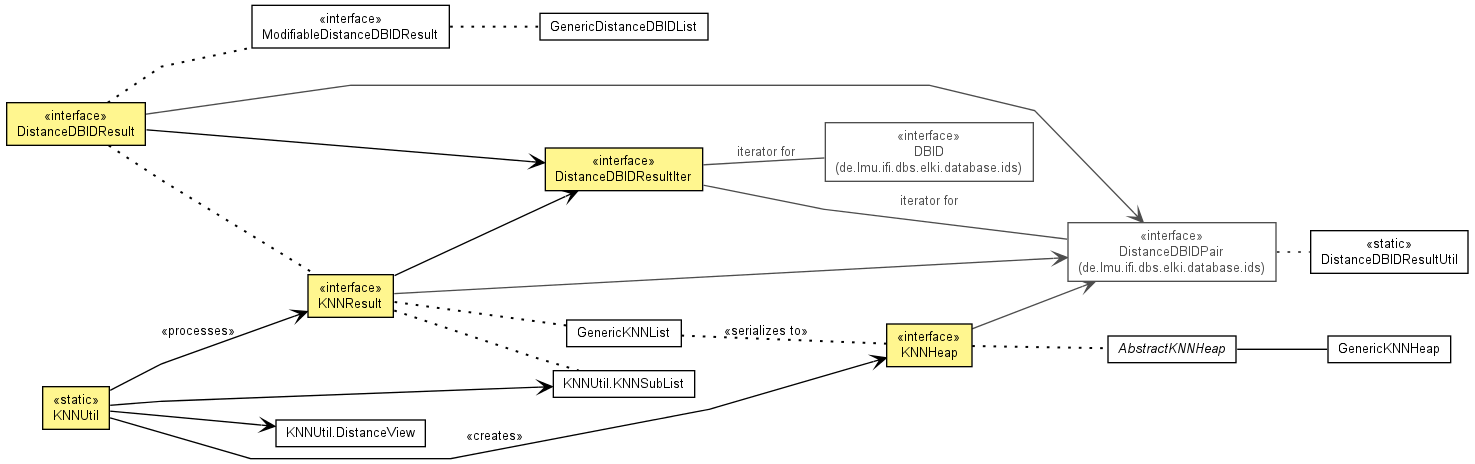 «interface»
ModifiableDistanceDBIDResult
GenericDistanceDBIDList
«interface»
DistanceDBIDResult
«interface»
DistanceDBIDResultIter
iterator for
«interface»
DBID
(de.lmu.ifi.dbs.elki.database.ids)
iterator for
«interface»
DistanceDBIDPair
(de.lmu.ifi.dbs.elki.database.ids)
«static»
DistanceDBIDResultUtil
«interface»
KNNResult
«processes»
GenericKNNList
«serializes to»
«interface»
KNNHeap
AbstractKNNHeap
GenericKNNHeap
KNNUtil.KNNSubList
«static»
KNNUtil
KNNUtil.DistanceView
«creates»